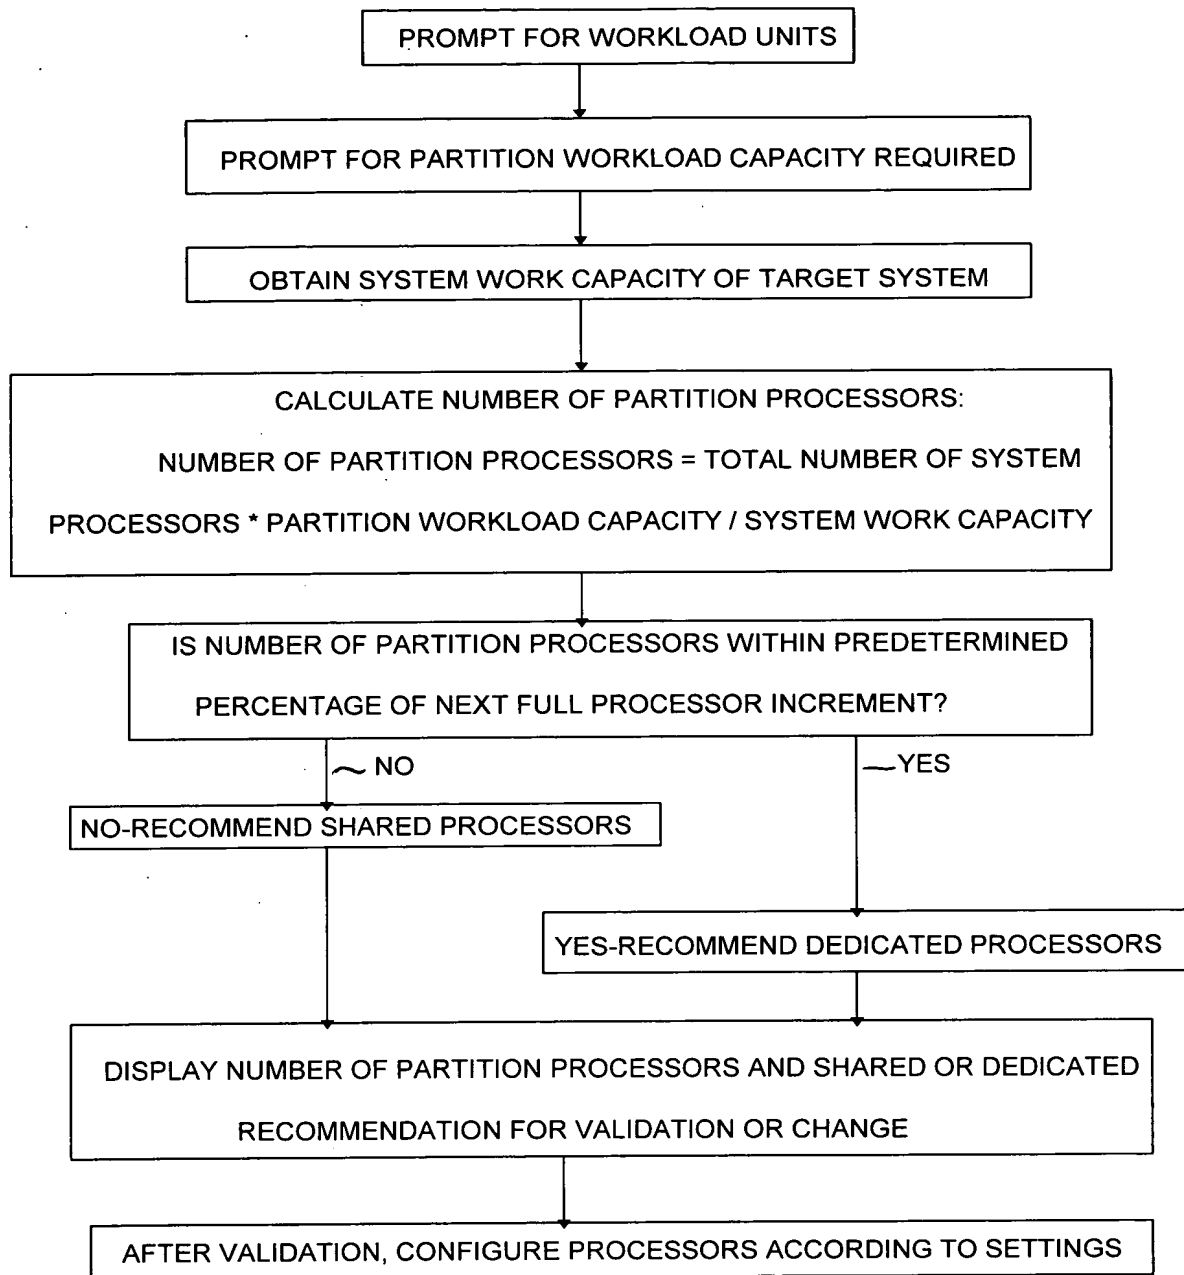 PROMPT FOR WORKLOAD UNITS
PROMPT FOR PARTITION WORKLOAD CAPACITY REQUIRED
OBTAIN SYSTEM WORK CAPACITY OF TARGET SYSTEM
CALCULATE NUMBER OF PARTITION PROCESSORS:
NUMBER OF PARTITION PROCESSORS = TOTAL NUMBER OF SYSTEM
PROCESSORS * PARTITION WORKLOAD CAPACITY / SYSTEM WORK CAPACITY
IS NUMBER OF PARTITION PROCESSORS WITHIN PREDETERMINED
PERCENTAGE OF NEXT FULL PROCESSOR INCREMENT?
NO
YES
NO-RECOMMEND SHARED PROCESSORS
YES-RECOMMEND DEDICATED PROCESSORS
DISPLAY NUMBER OF PARTITION PROCESSORS AND SHARED OR DEDICATED
RECOMMENDATION FOR VALIDATION OR CHANGE
AFTER VALIDATION, CONFIGURE PROCESSORS ACCORDING TO SETTINGS